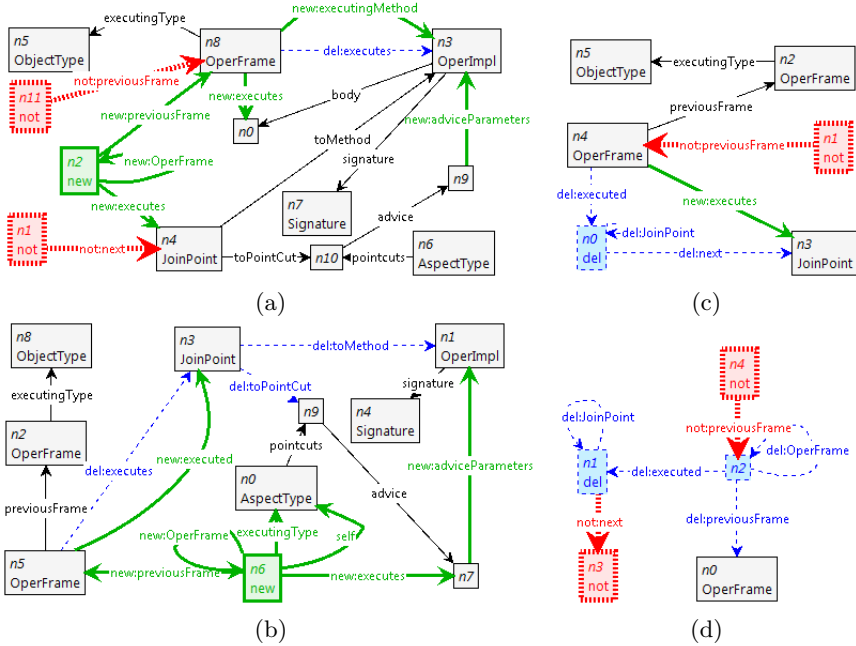 executingType
new:executingMethod
n5
ObjectType
n8
OperFrame
del:executes
n3
OperImpl
not:previousFrame
n11
not
new:executes
body
new:previousFrame
n0
new:adviceParameters
toMethod
n2
new
new:OperFrame
signature
n9
new:executes
n7
Signature
advice
n1
not
not:next
n4
JoinPoint
toPointCut
n10
pointcuts
n6
AspectType
(a)
n5
ObjectType
executingType
n2
OperFrame
previousFrame
n4
OperFrame
not:previousFrame
n1
not
del:executed
new:executes
n0
del
del:JoinPoint
del:next
n3
JoinPoint
(c)
n8
ObjectType
n3
JoinPoint
del:toMethod
n1
OperImpl
del:toPointCut
executingType
signature
n9
n4
Signature
n2
OperFrame
pointcuts
del:executes
new:executed
new:adviceParameters
n0
AspectType
advice
previousFrame
new:OperFrame
executingType
self
n5
OperFrame
new:previousFrame
n6
new
new:executes
n7
(b)
n4
not
del:JoinPoint
not:previousFrame
del:OperFrame
n1
del
del:executed
n2
not:next
del:previousFrame
n3
not
n0
OperFrame
(d)